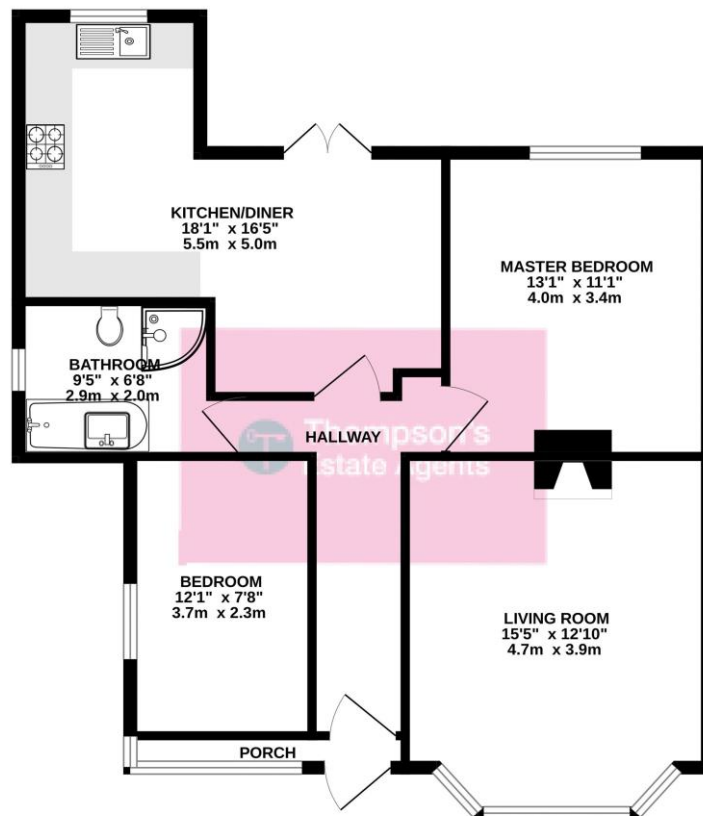 KITCHEN/DINER
18'1" x 16'5"
5.5m x 5.0m
MASTER BEDROOM
13'1" x 11'1"
4.0m x 3.4m
BATHROOM
9'5" x 6'8"
2.9m x 2.0m
HALLWAY
Thompson's
Estate Agents
BEDROOM
12'1" x 7'8"
3.7m x 2.3m
LIVING ROOM
15'5" x 12'10"
4.7m x 3.9m
PORCH